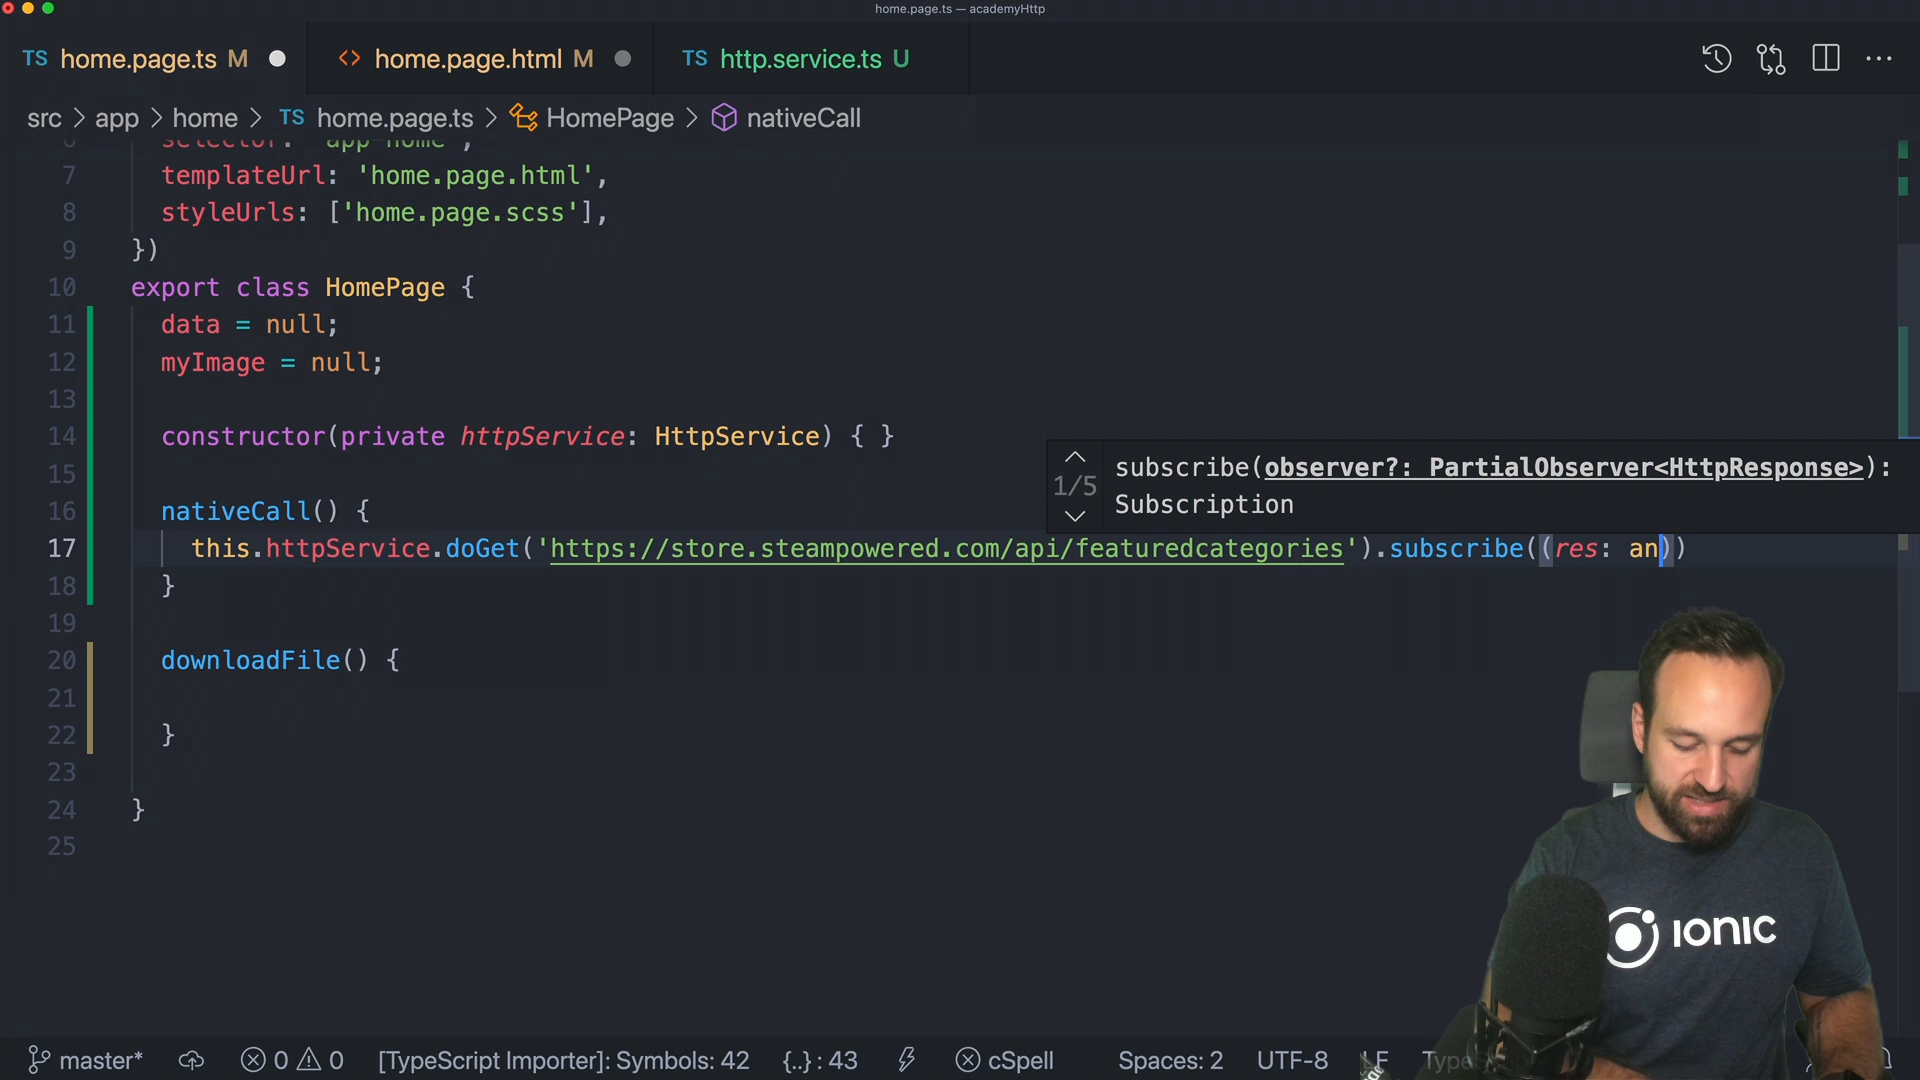 home.page.ts — academyHttp
TS home.page.ts M
<> home.page.html M
TS http.service.ts U
src > app > home > TS home.page.ts > HomePage > nativeCall
6 selector: 'app-home',
7 templateUrl: 'home.page.html',
8 styleUrls: ['home.page.scss'],
9 })
10 export class HomePage {
11 data = null;
12 myImage = null;
13
14 constructor(private httpService: HttpService) { }
15
1/5 subscribe(observer?: PartialObserver<HttpResponse>):
Subscription
16 nativeCall() {
17 this.httpService.doGet('https://store.steampowered.com/api/featuredcategories').subscribe((res: an))
18 }
19
20 downloadFile() {
21
22 }
23
24 }
25
IONIC
master* 0 0 [TypeScript Importer]: Symbols: 42 {..} : 43 cSpell Spaces: 2 UTF-8 LF